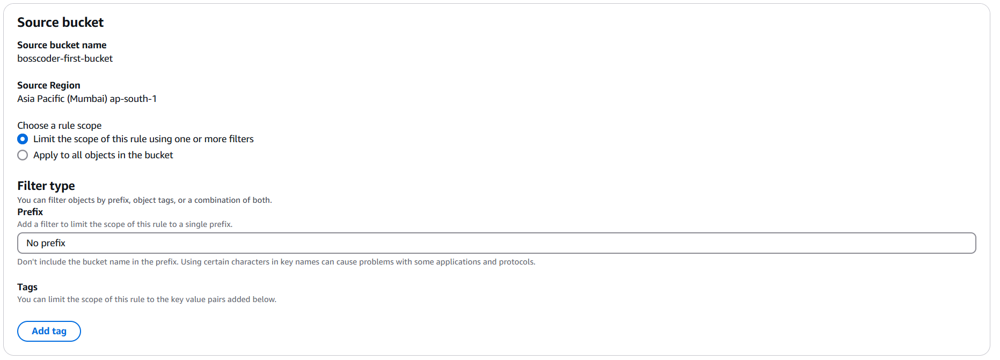 Source bucket
Source bucket name
bosscoder-first-bucket
Source Region
Asia Pacific (Mumbai) ap-south-1
Choose a rule scope
Limit the scope of this rule using one or more filters
Apply to all objects in the bucket
Filter type
You can filter objects by prefix, object tags, or a combination of both.
Prefix
Add a filter to limit the scope of this rule to a single prefix.
No prefix
Don't include the bucket name in the prefix. Using certain characters in key names can cause problems with some applications and protocols.
Tags
You can limit the scope of this rule to the key value pairs added below.
Add tag